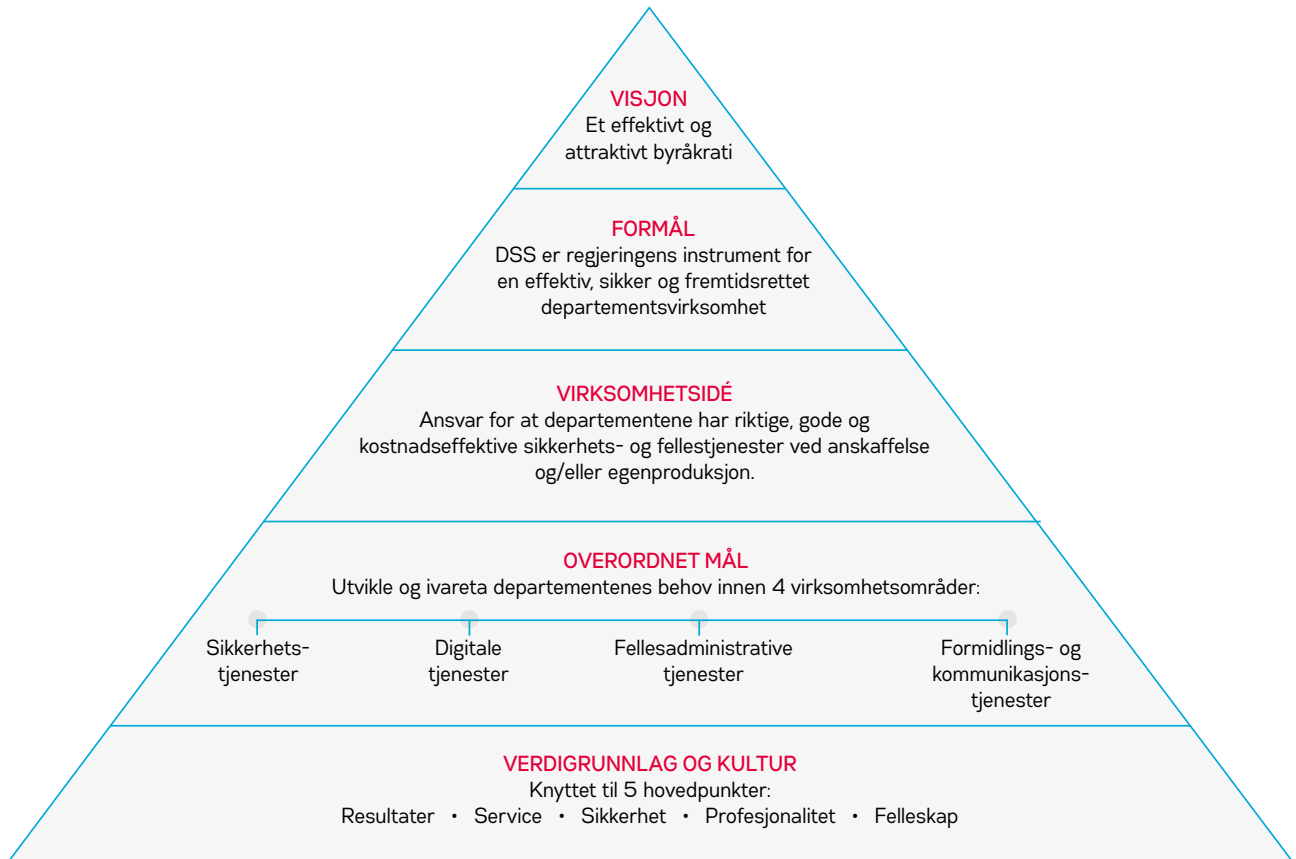 VISJON
Et effektivt og
attraktivt byråkrati
FORMÅL
DSS er regjeringens instrument for
en effektiv, sikker og fremtidsrettet
departementsvirksomhet
VIRKSOMHETSIDÉ
Ansvar for at departementene har riktige, gode og
kostnadseffektive sikkerhets- og fellestjenester ved anskaffelse
og/eller egenproduksjon.
OVERORDNET MÅL
Utvikle og ivareta departementenes behov innen 4 virksomhetsområder:
Sikkerhets-
tjenester
Digitale
tjenester
Fellesadministrative
tjenester
Formidlings- og
kommunikasjons-
tjenester
VERDIGRUNNLAG OG KULTUR
Knyttet til 5 hovedpunkter:
Resultater • Service • Sikkerhet • Profesjonalitet • Felleskap